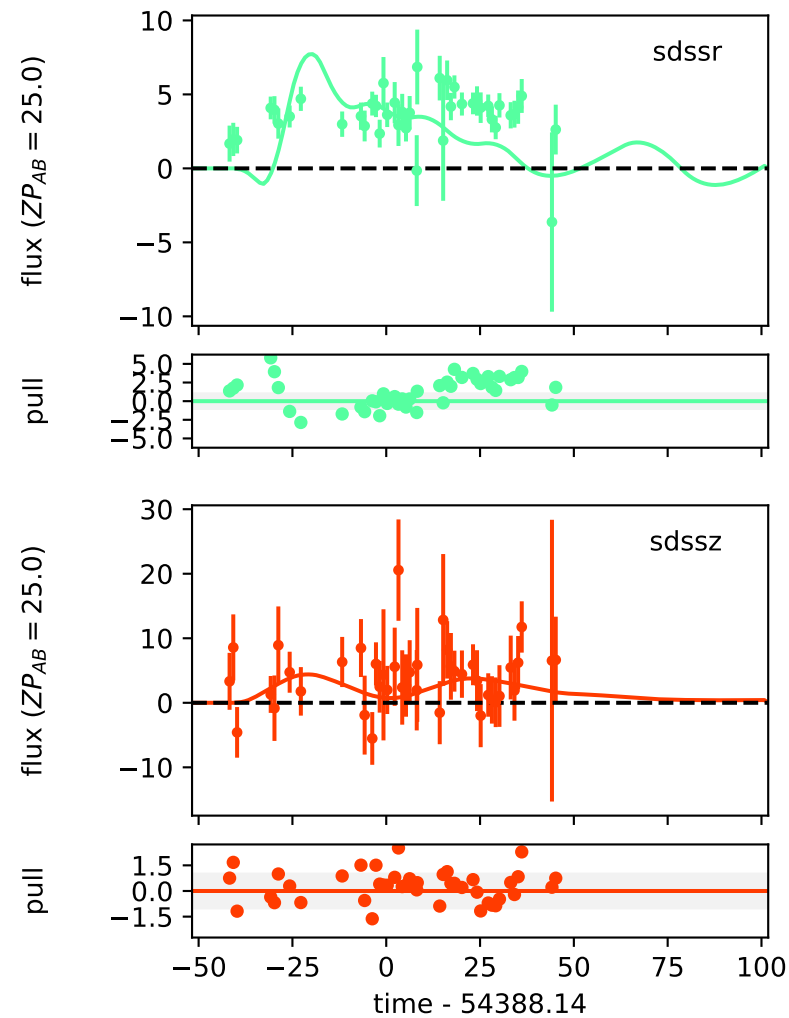 10
sdssr
5
0
−5
−10
flux (ZP_AB = 25.0)
5.0
2.5
0.0
−2.5
−5.0
pull
30
sdssz
20
10
0
−10
flux (ZP_AB = 25.0)
1.5
0.0
−1.5
pull
−50 −25 0 25 50 75 100
time - 54388.14